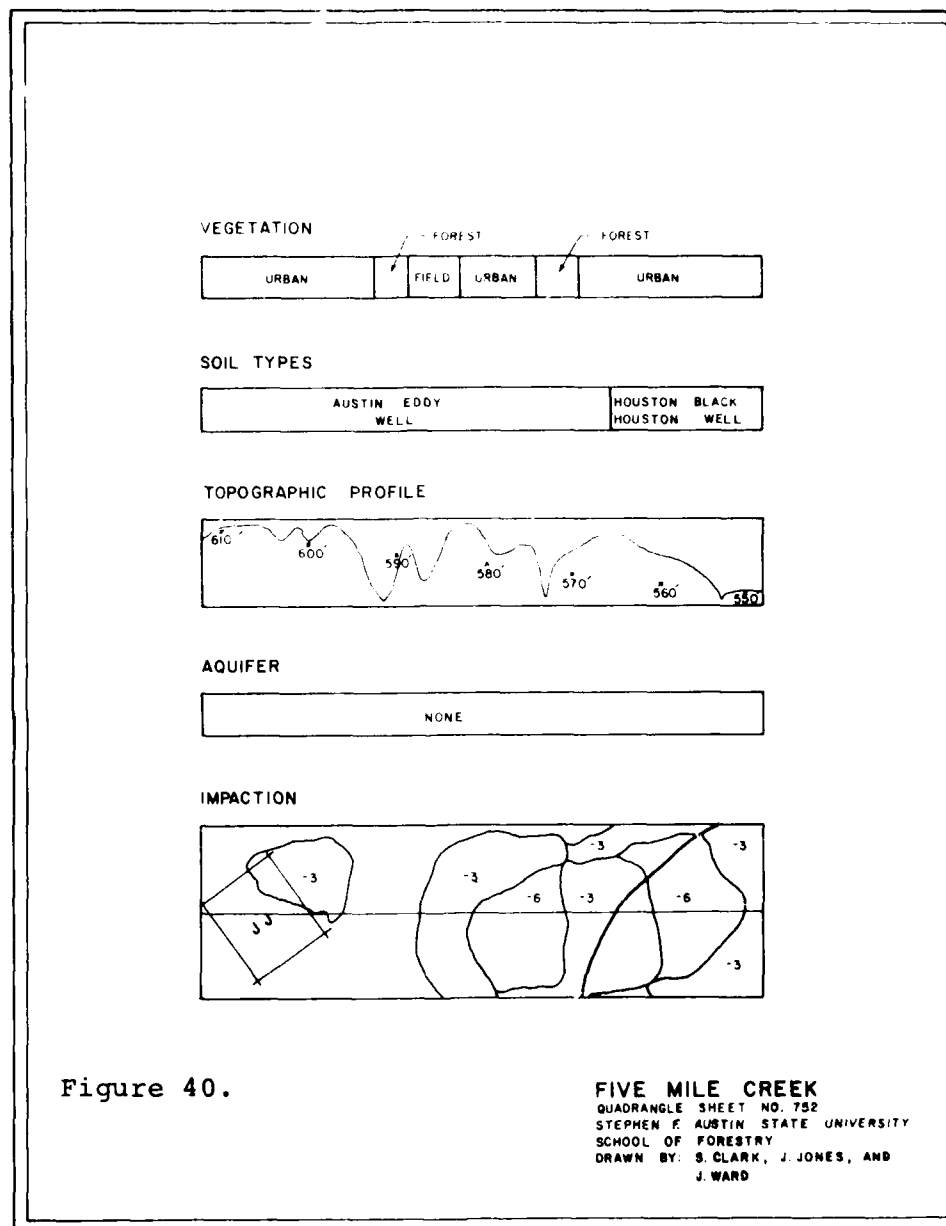 VEGETATION
FOREST
FOREST
URBAN
FIELD
URBAN
URBAN
SOIL TYPES
AUSTIN EDDY
WELL
HOUSTON BLACK
HOUSTON WELL
TOPOGRAPHIC PROFILE
610'
600'
590'
580'
570'
560'
550'
AQUIFER
NONE
IMPACTION
-3
-3
-6
-3
-3
-6
-3
-3
JJ
Figure 40.
FIVE MILE CREEK
QUADRANGLE SHEET NO. 752
STEPHEN F. AUSTIN STATE UNIVERSITY
SCHOOL OF FORESTRY
DRAWN BY: S. CLARK, J. JONES, AND
J. WARD